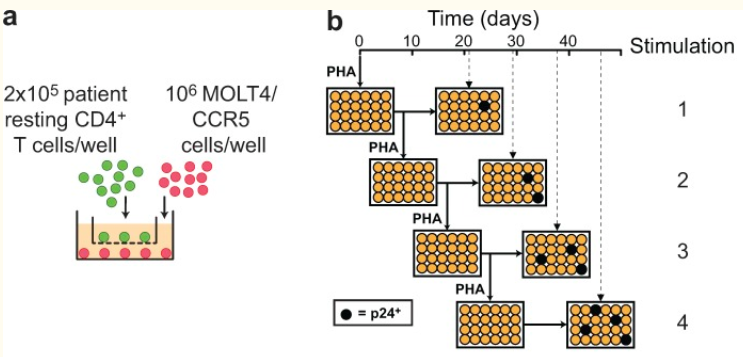 a
2x10⁵ patient
resting CD4⁺
T cells/well
10⁶ MOLT4/
CCR5
cells/well
b
Time (days)
0 10 20 30 40
Stimulation
PHA
1
PHA
2
PHA
3
PHA
4
= p24⁺